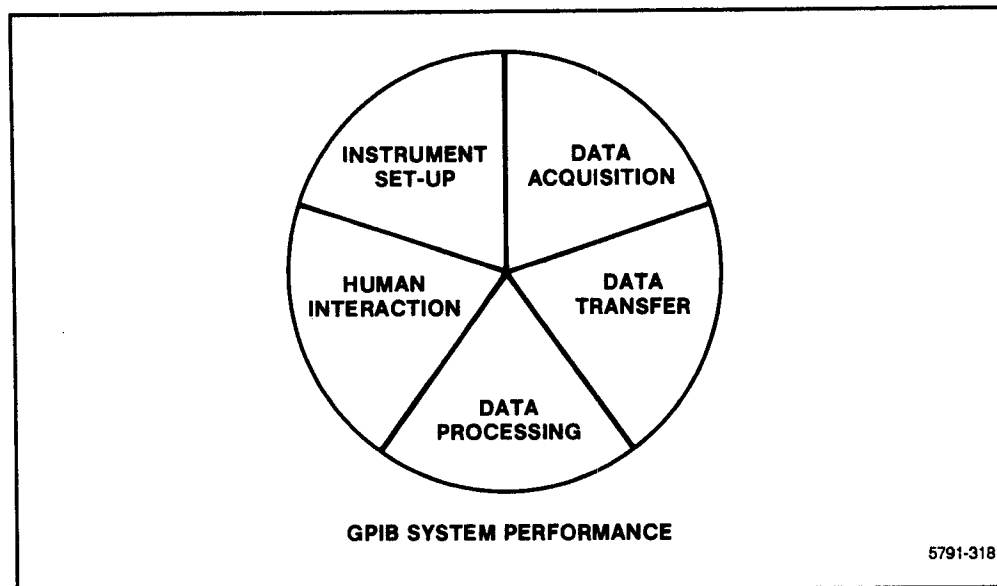 INSTRUMENT
SET-UP
DATA
ACQUISITION
HUMAN
INTERACTION
DATA
TRANSFER
DATA
PROCESSING
GPIB SYSTEM PERFORMANCE
5791-318